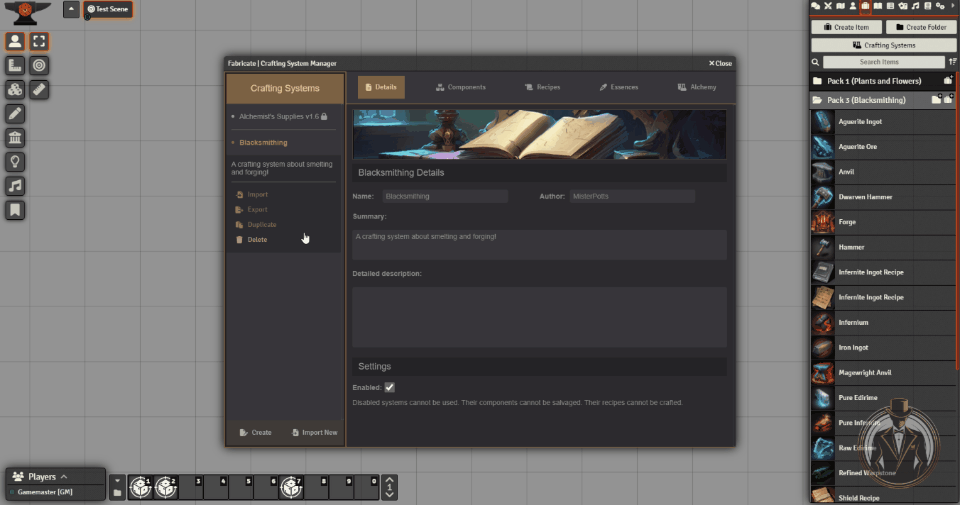 Test Scene
Create Item
Create Folder
Crafting Systems
Search Items
Fabricate | Crafting System Manager
Close
Crafting Systems
Alchemist's Supplies v1.6
Blacksmithing
A crafting system about smelting
and forging!
Import
Export
Duplicate
Delete
Create
Import New
Details
Components
Recipes
Essences
Alchemy
Blacksmithing Details
Name:
Blacksmithing
Author:
MisterPotts
Summary:
A crafting system about smelting and forging!
Detailed description:
Settings
Enabled:
Disabled systems cannot be used. Their components cannot be salvaged. Their recipes cannot be crafted.
Pack 1 (Plants and Flowers)
Pack 3 (Blacksmithing)
Aguerite Ingot
Aguerite Ore
Anvil
Dwarven Hammer
Forge
Hammer
Infernite Ingot Recipe
Infernite Ingot Recipe
Infernium
Iron Ingot
Magewright Anvil
Pure Edirime
Pure
Raw
Refined
Shield Recipe
Players
Gamemaster [GM]
1
2
3
4
5
6
7
8
9
0
1